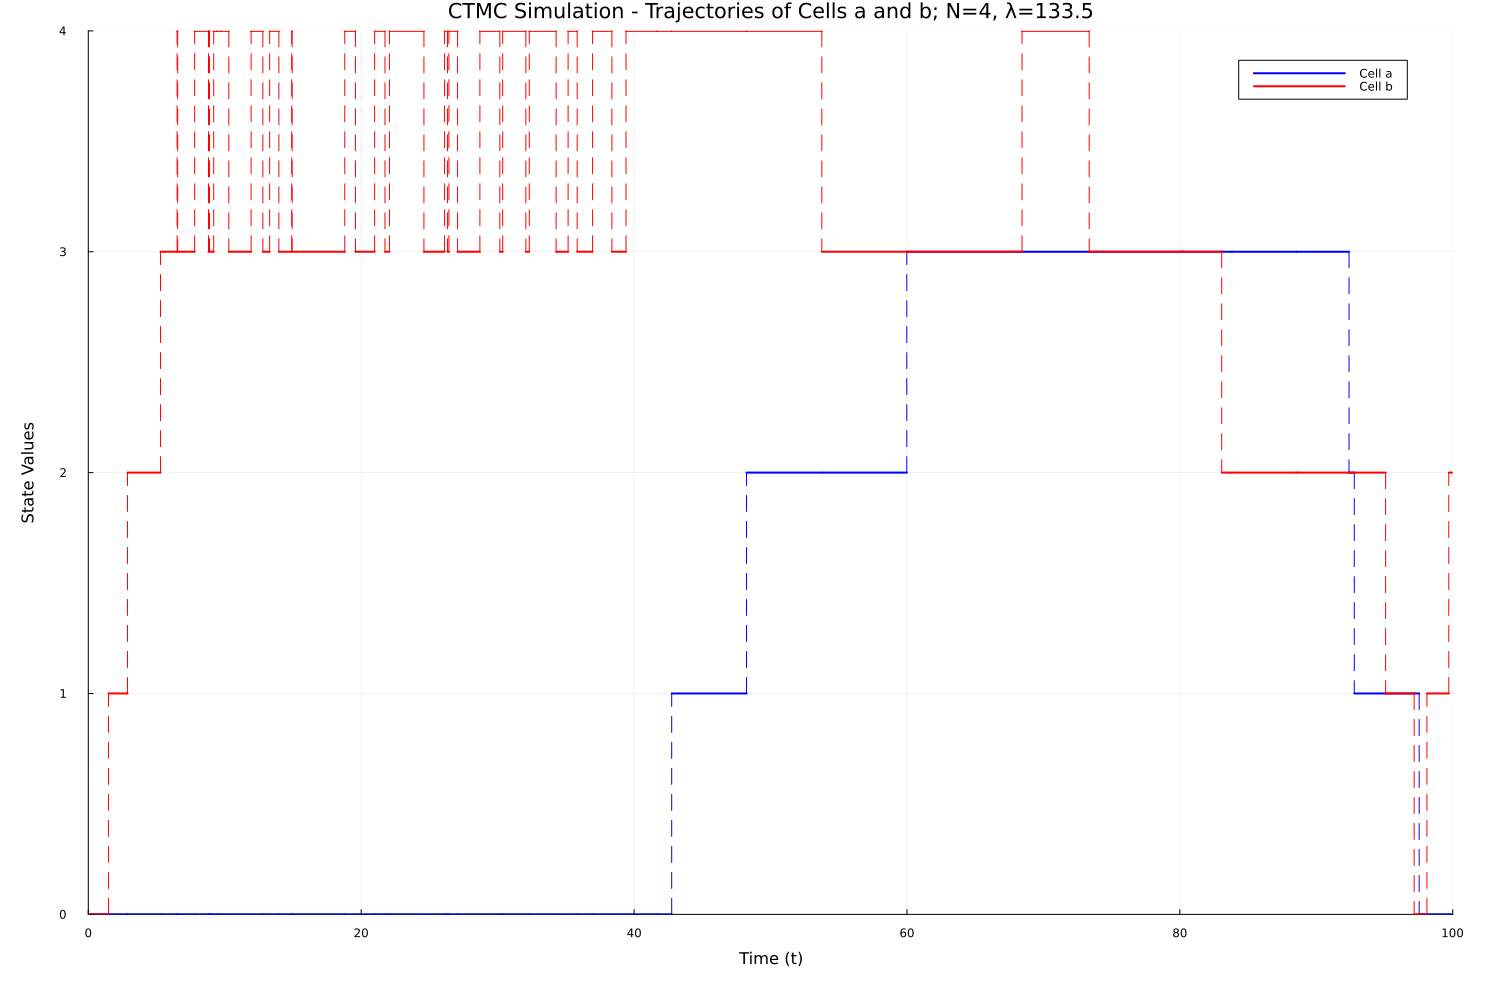 CTMC Simulation - Trajectories of Cells a and b; N=4, λ=133.5
4
Cell a
Cell b
3
State Values
2
1
0
0 20 40 60 80 100
Time (t)